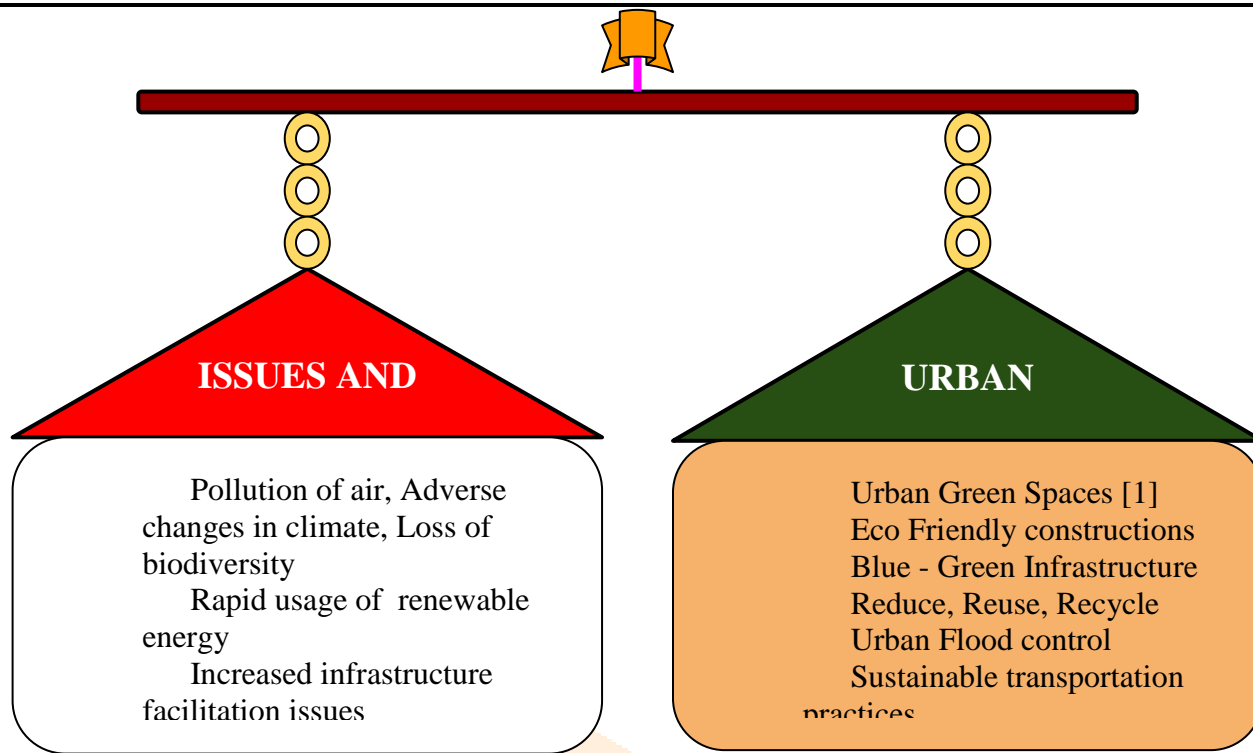 ISSUES AND
Pollution of air, Adverse
changes in climate, Loss of
biodiversity
Rapid usage of renewable
energy
Increased infrastructure
facilitation issues
URBAN
Urban Green Spaces [1]
Eco Friendly constructions
Blue - Green Infrastructure
Reduce, Reuse, Recycle
Urban Flood control
Sustainable transportation
practices